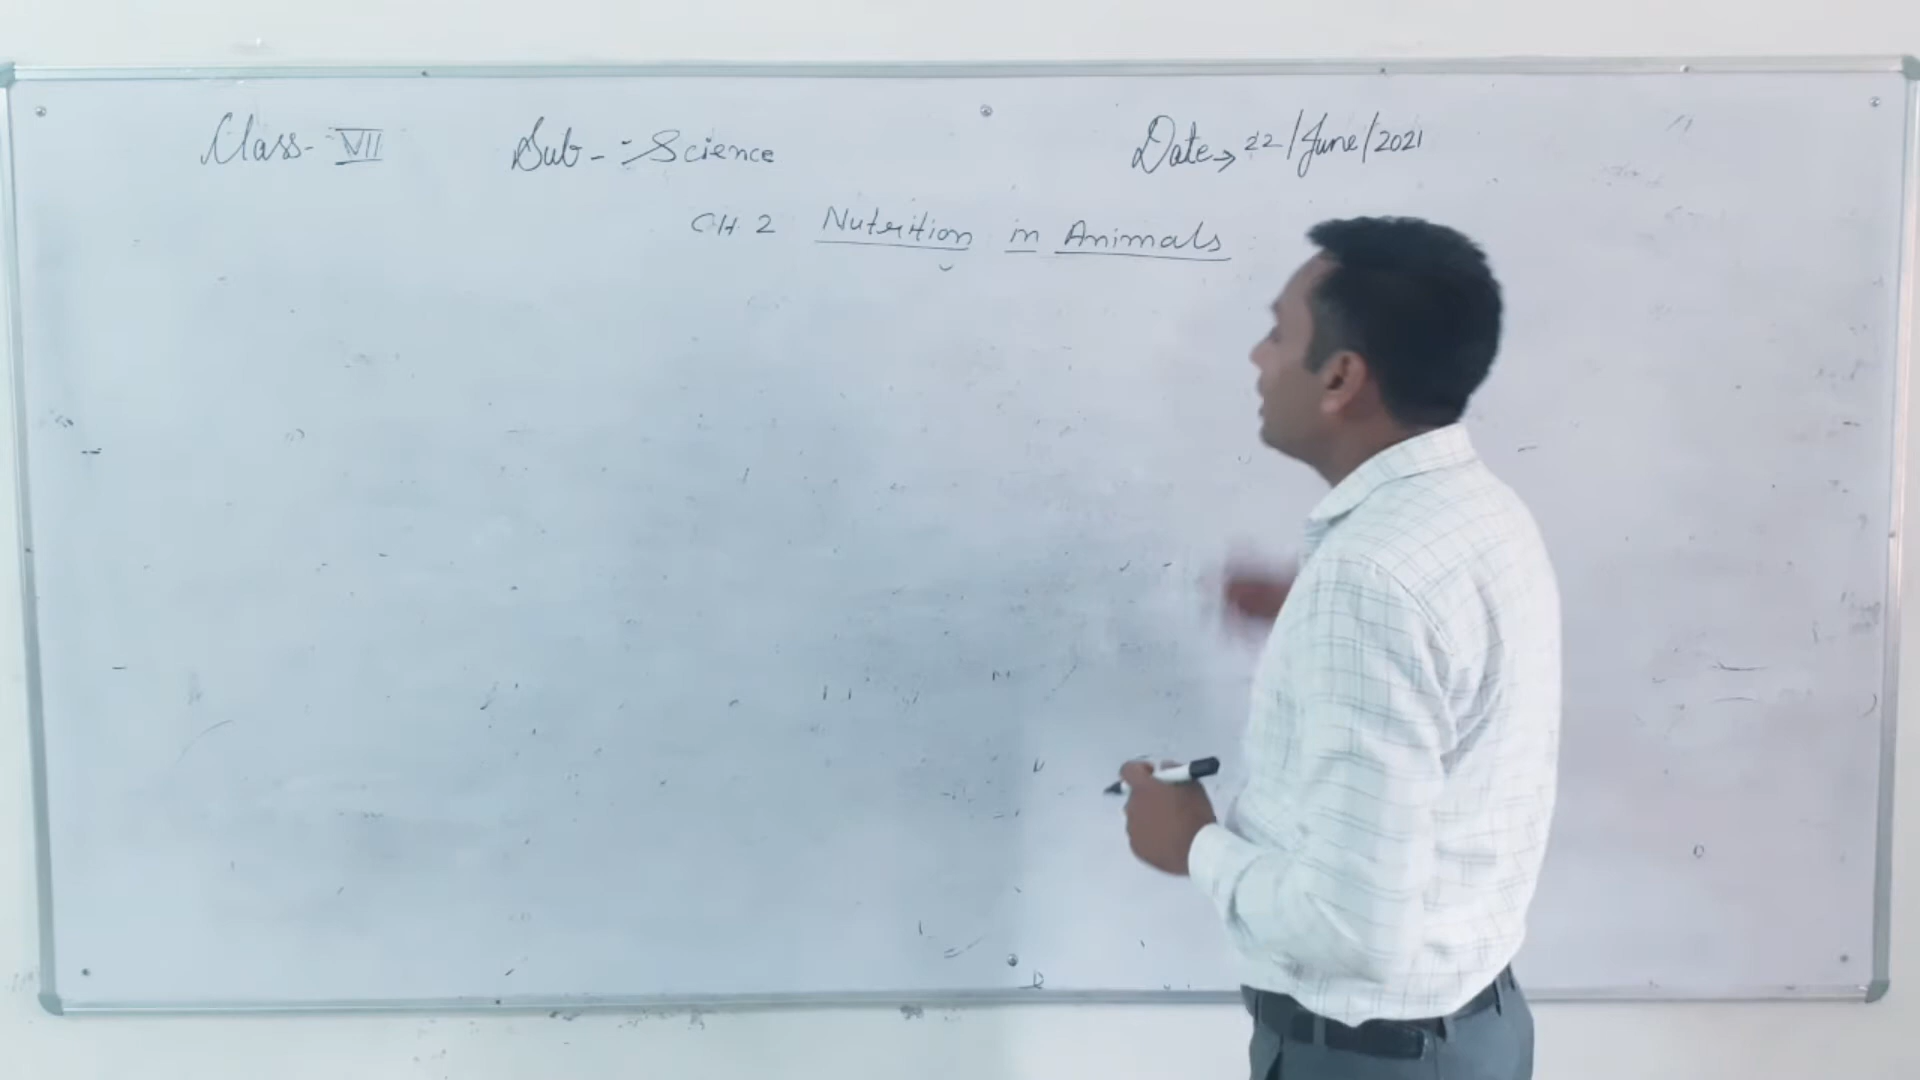 Class- VII Sub-:- Science Date→ 22/June/2021
CH 2 Nutrition in Animals